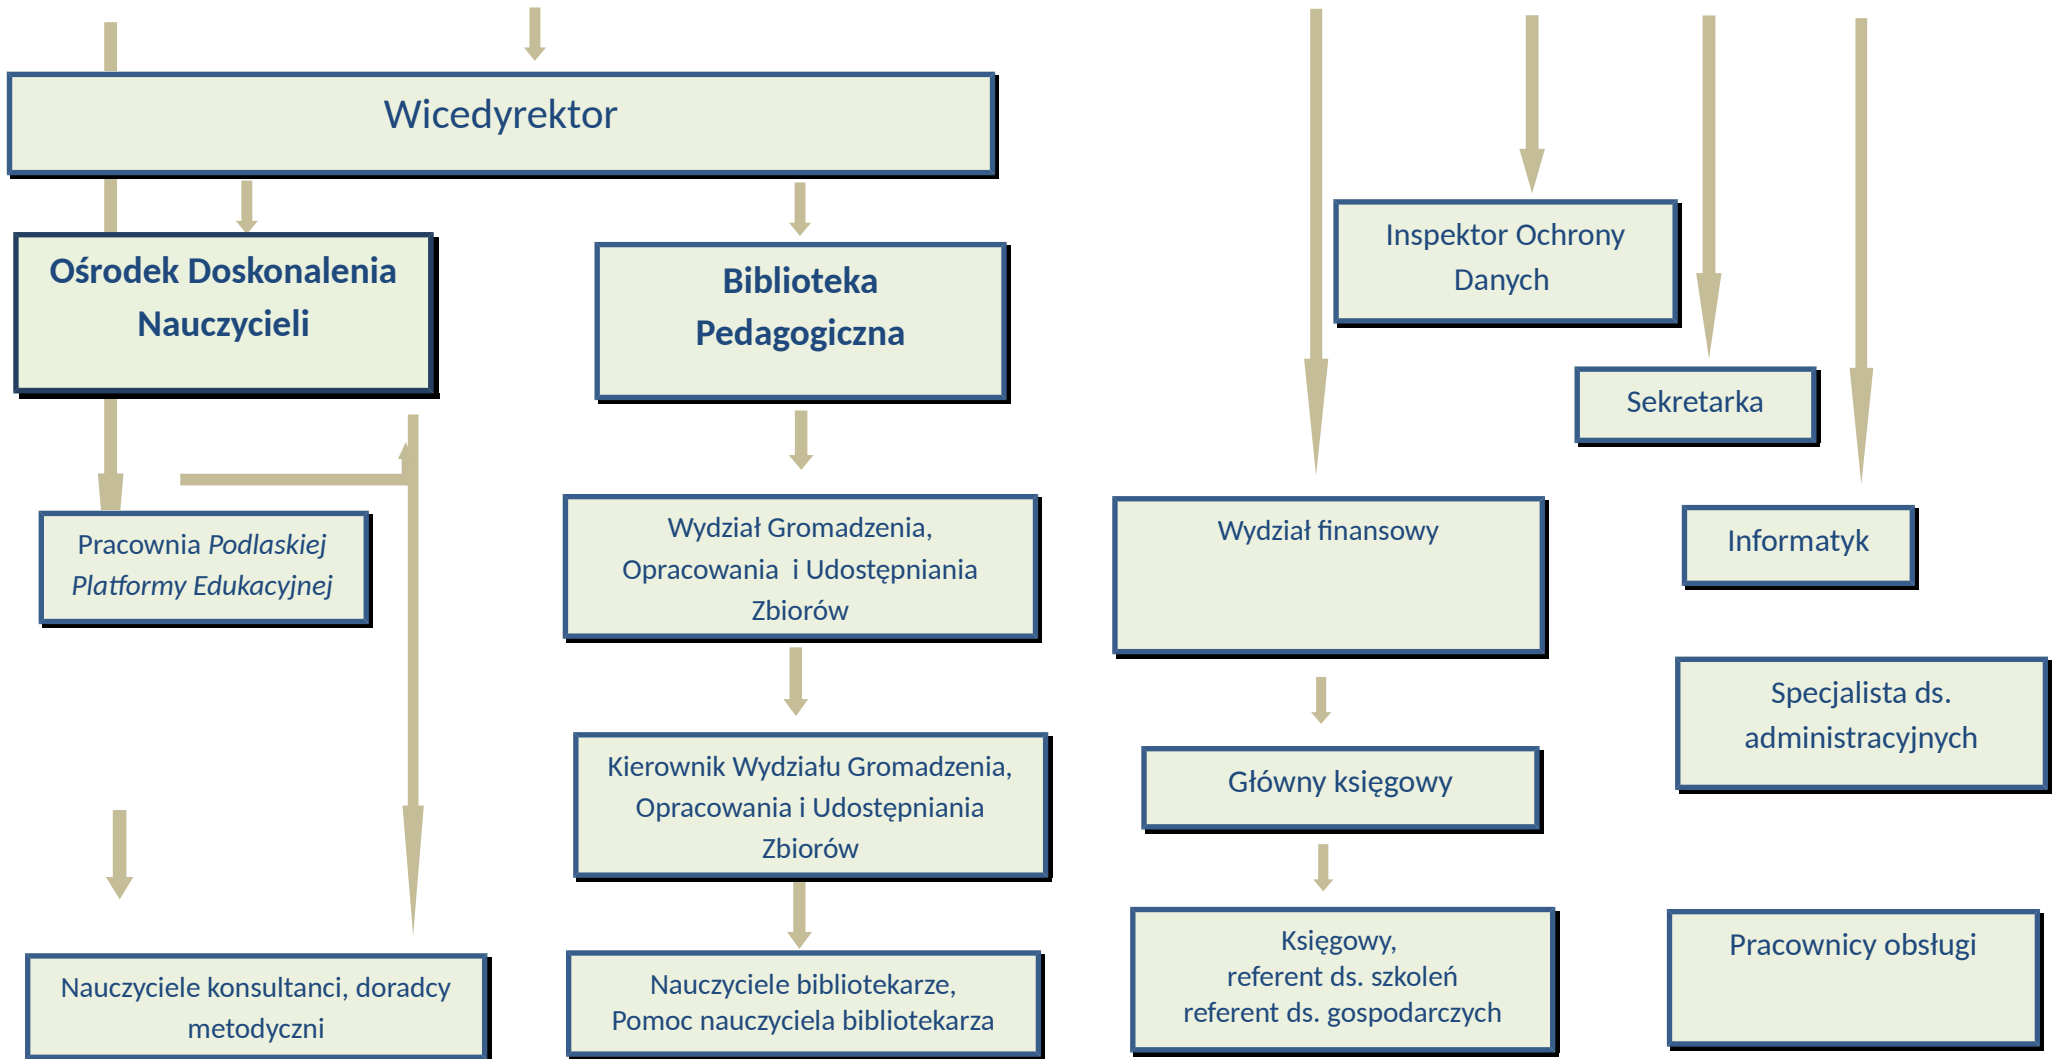 Wicedyrektor
Ośrodek Doskonalenia
Nauczycieli
Biblioteka
Pedagogiczna
Inspektor Ochrony
Danych
Sekretarka
Pracownia Podlaskiej
Platformy Edukacyjnej
Wydział Gromadzenia,
Opracowania  i Udostępniania
Zbiorów
Wydział finansowy
Informatyk
Specjalista ds.
administracyjnych
Kierownik Wydziału Gromadzenia,
Opracowania i Udostępniania
Zbiorów
Główny księgowy
Nauczyciele konsultanci, doradcy
metodyczni
Nauczyciele bibliotekarze,
Pomoc nauczyciela bibliotekarza
Księgowy,
referent ds. szkoleń
referent ds. gospodarczych
Pracownicy obsługi